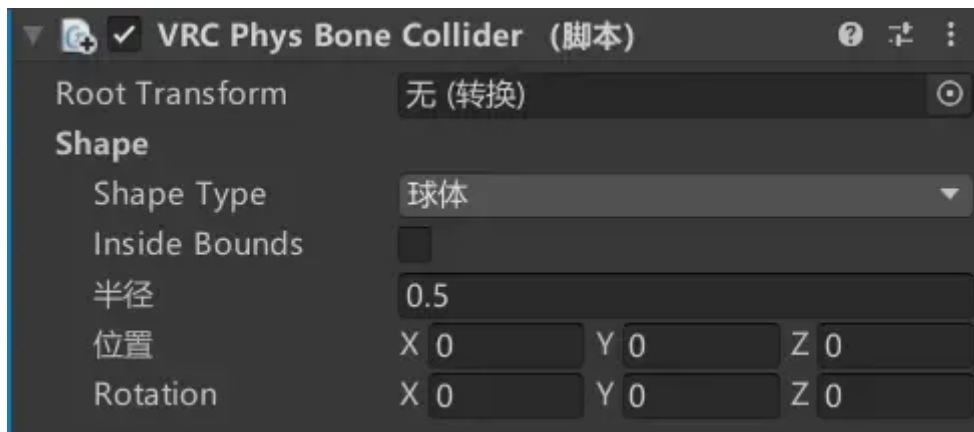 VRC Phys Bone Collider (脚本)
Root Transform 无 (转换)
Shape
Shape Type 球体
Inside Bounds
半径 0.5
位置 X 0 Y 0 Z 0
Rotation X 0 Y 0 Z 0